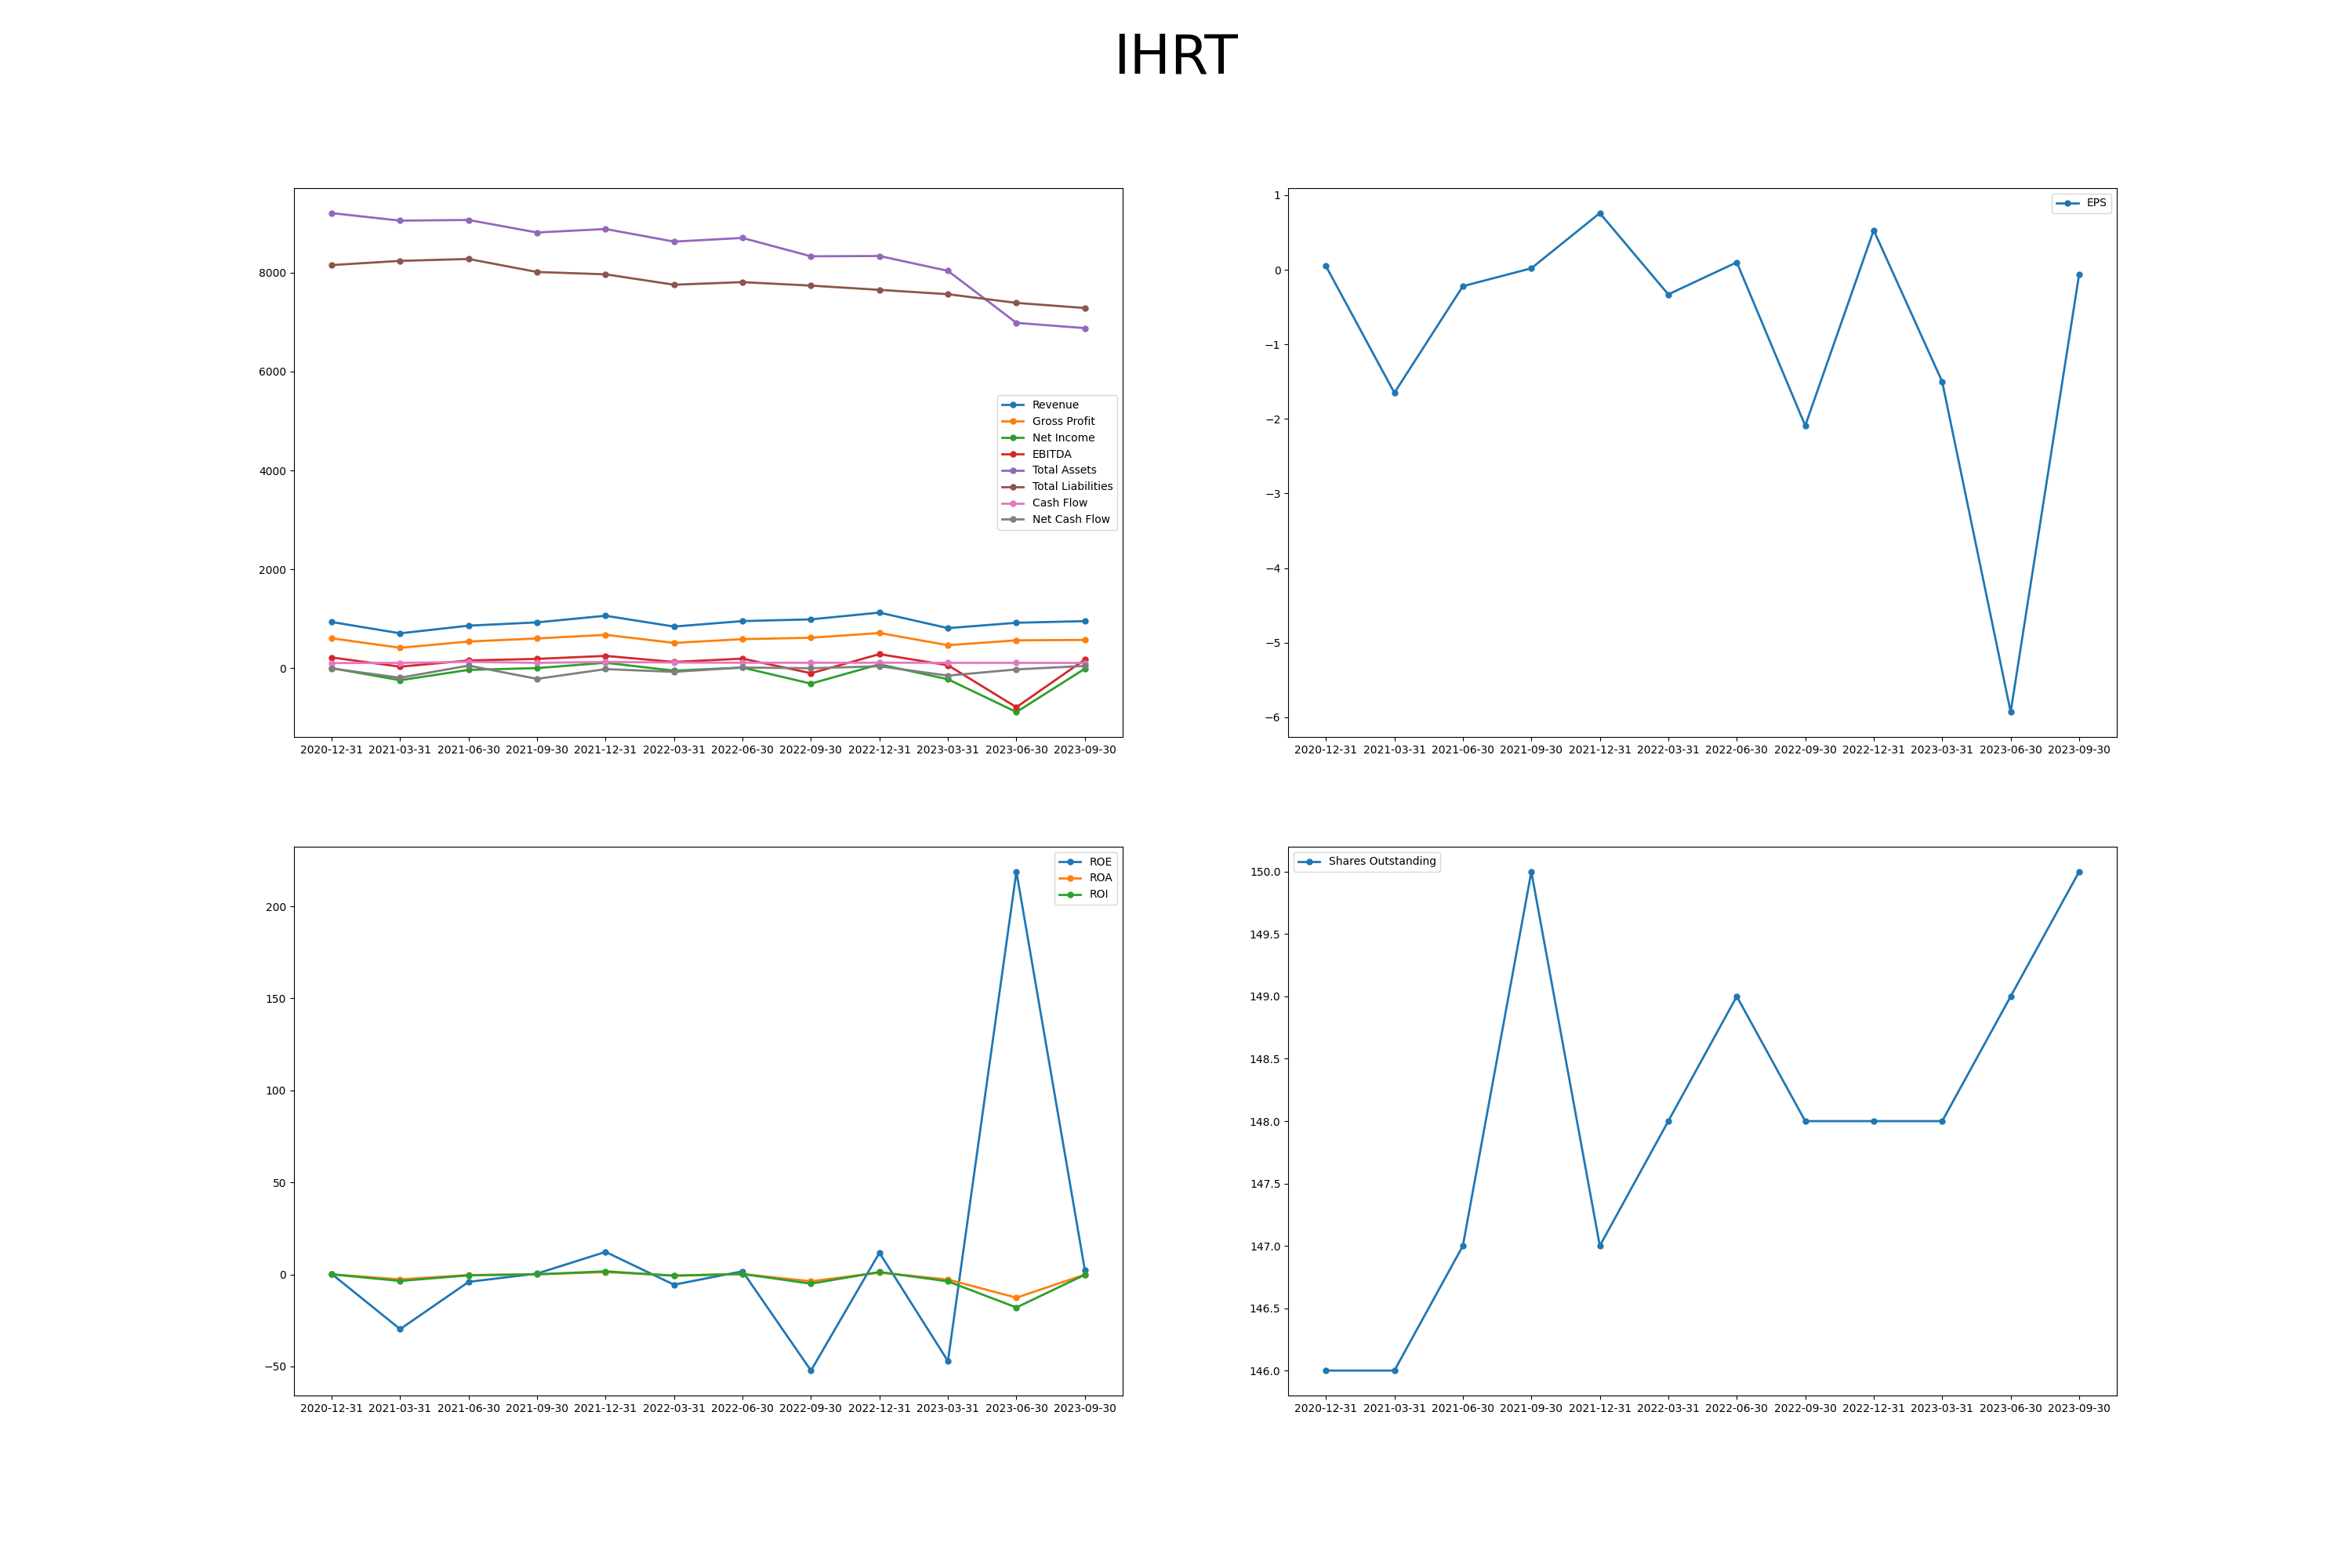 IHRT
8000
6000
4000
2000
0
Revenue
Gross Profit
Net Income
EBITDA
Total Assets
Total Liabilities
Cash Flow
Net Cash Flow
2020-12-31 2021-03-31 2021-06-30 2021-09-30 2021-12-31 2022-03-31 2022-06-30 2022-09-30 2022-12-31 2023-03-31 2023-06-30 2023-09-30
1
0
−1
−2
−3
−4
−5
−6
EPS
2020-12-31 2021-03-31 2021-06-30 2021-09-30 2021-12-31 2022-03-31 2022-06-30 2022-09-30 2022-12-31 2023-03-31 2023-06-30 2023-09-30
200
150
100
50
0
−50
ROE
ROA
ROI
2020-12-31 2021-03-31 2021-06-30 2021-09-30 2021-12-31 2022-03-31 2022-06-30 2022-09-30 2022-12-31 2023-03-31 2023-06-30 2023-09-30
Shares Outstanding
150.0
149.5
149.0
148.5
148.0
147.5
147.0
146.5
146.0
2020-12-31 2021-03-31 2021-06-30 2021-09-30 2021-12-31 2022-03-31 2022-06-30 2022-09-30 2022-12-31 2023-03-31 2023-06-30 2023-09-30